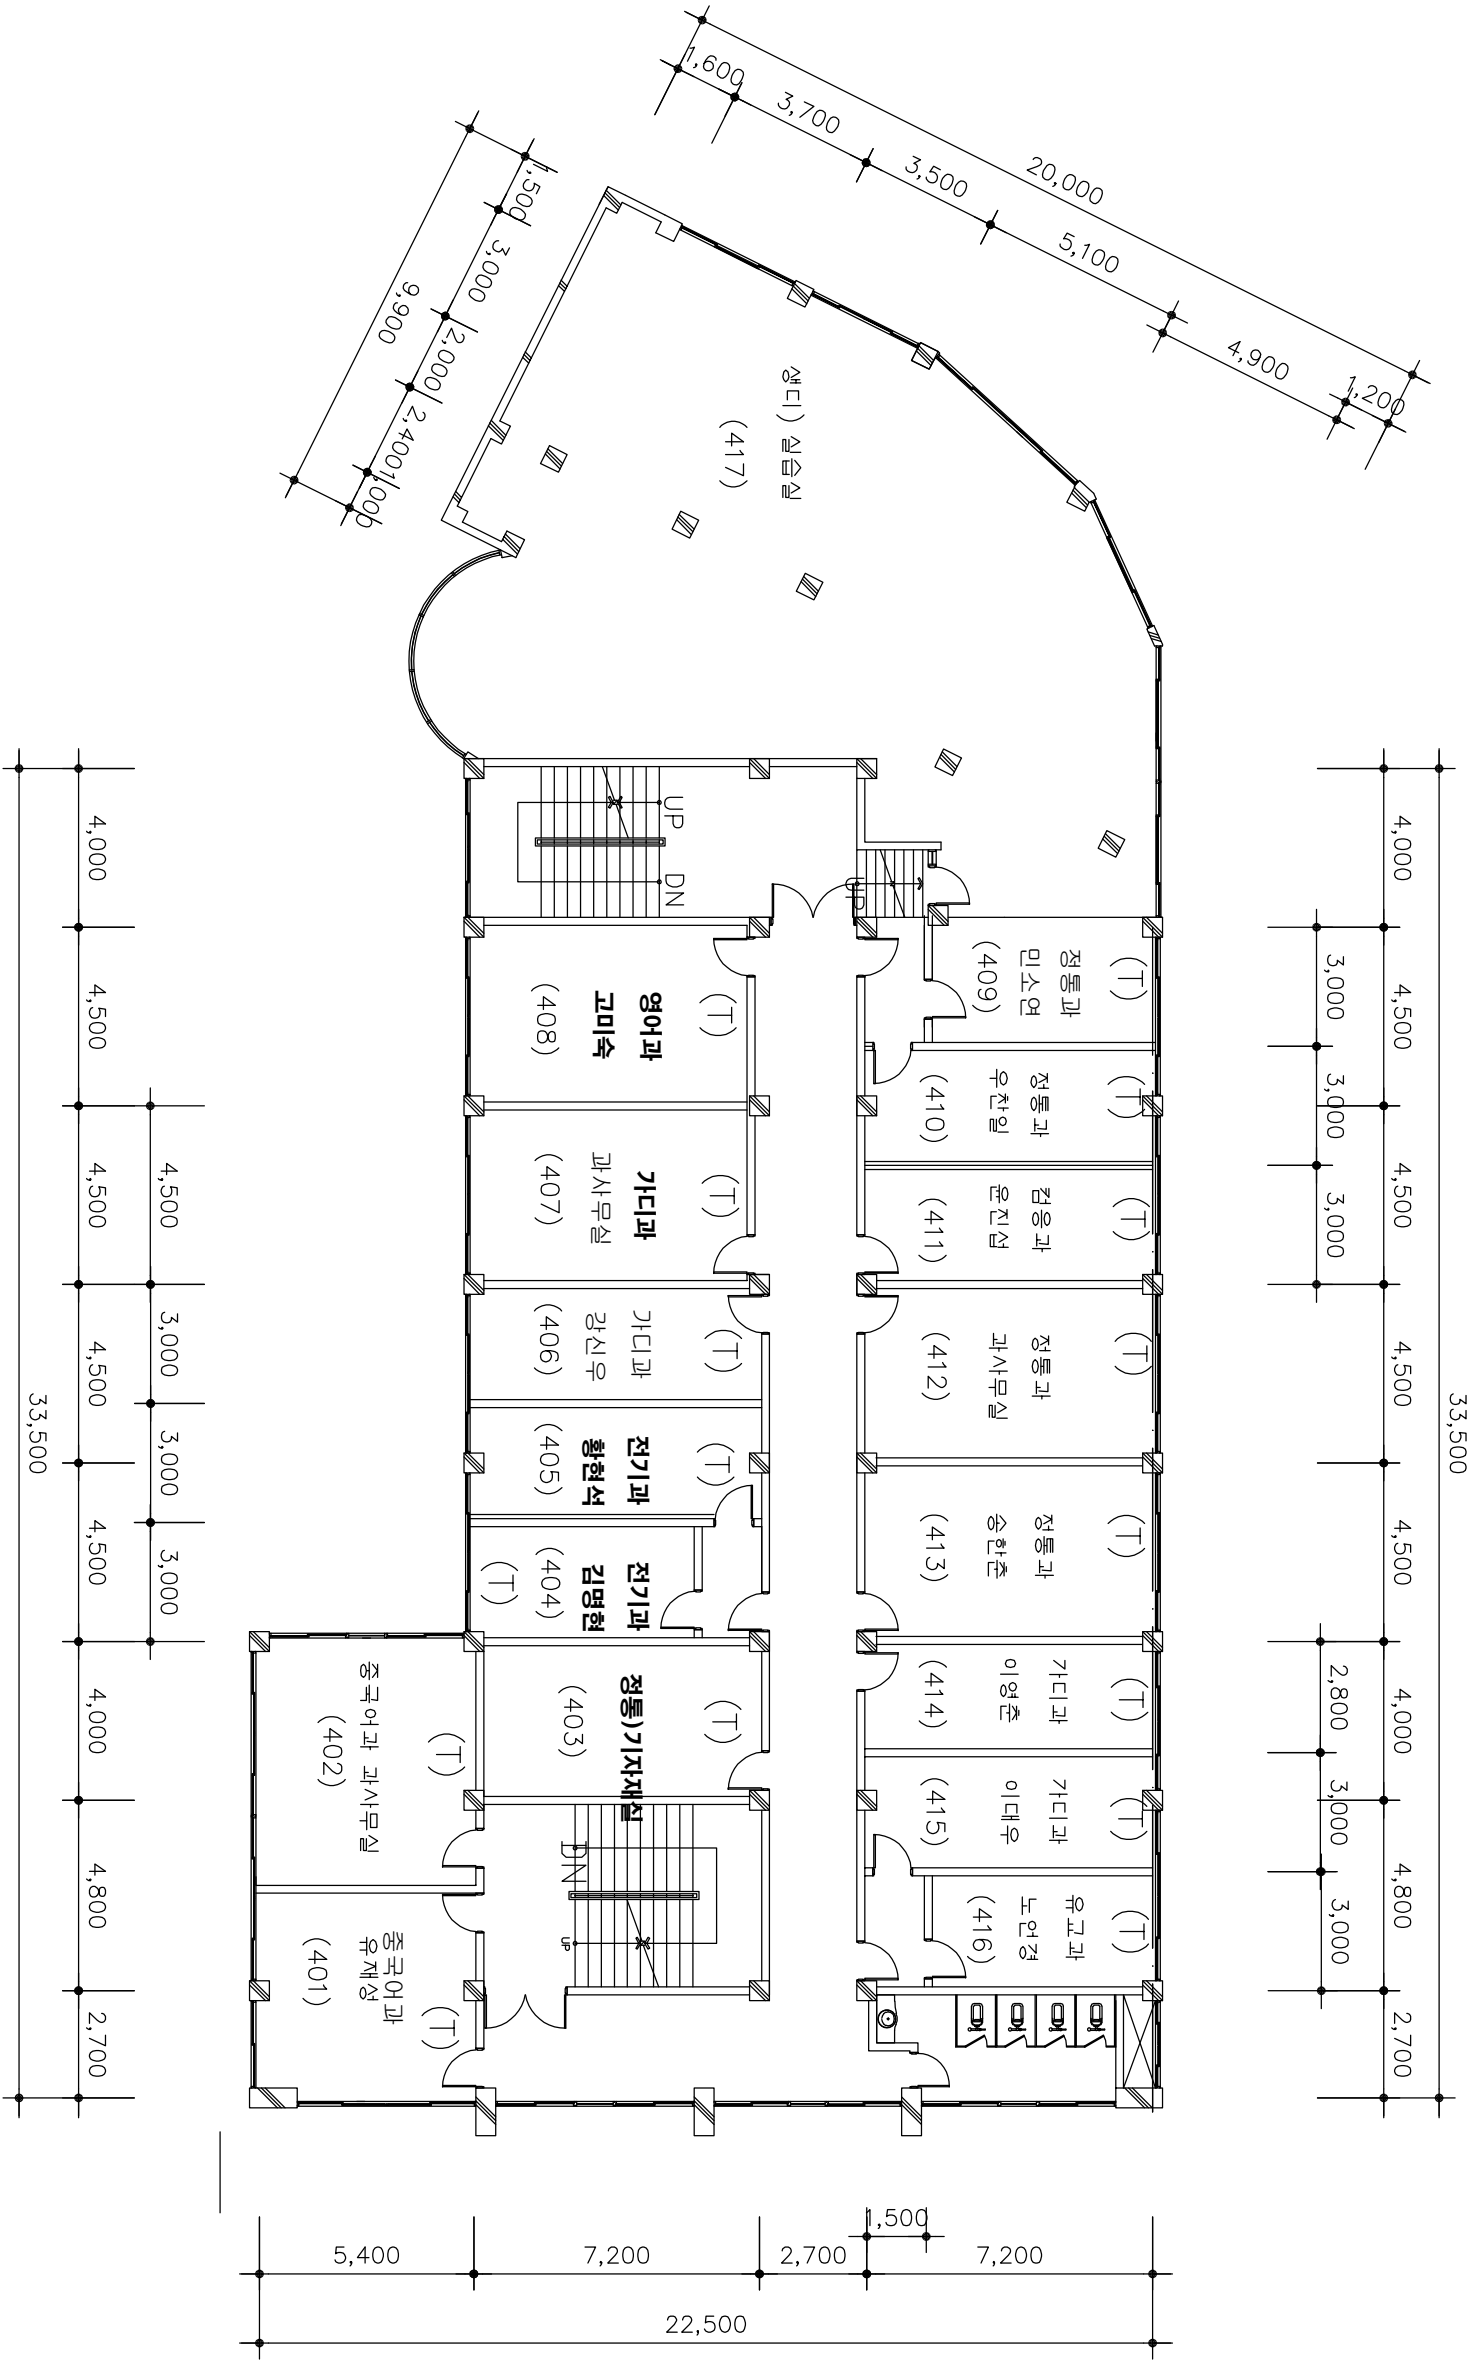 1,600
3,700
3,500
5,100
4,900
1,200
20,000
1,500
3,000
2,000
2,400
1,000
9,900
생디) 실습실
(417)
UP
DN
UP
정통과
민소연
(409)
(T)
영어과
고미숙
(408)
(T)
정통과
우찬일
(410)
(T)
가디과
과사무실
(407)
(T)
컴응과
윤진섭
(411)
(T)
가디과
강신우
(406)
(T)
정통과
과사무실
(412)
(T)
전기과
황현석
(405)
(T)
정통과
송한춘
(413)
(T)
전기과
김명현
(404)
(T)
정통)기자재실
(403)
(T)
가디과
이영춘
(414)
(T)
중국어과 과사무실
(402)
(T)
가디과
이대우
(415)
(T)
DN
UP
유교과
노연경
(416)
(T)
중국어과
유재성
(401)
(T)
4,000
4,500
4,500
4,500
4,500
4,000
4,800
2,700
33,500
4,500
3,000
3,000
3,000
4,000
4,500
4,500
4,500
4,500
4,000
4,800
2,700
33,500
3,000
3,000
3,000
2,800
3,000
3,000
1,500
5,400
7,200
2,700
7,200
22,500